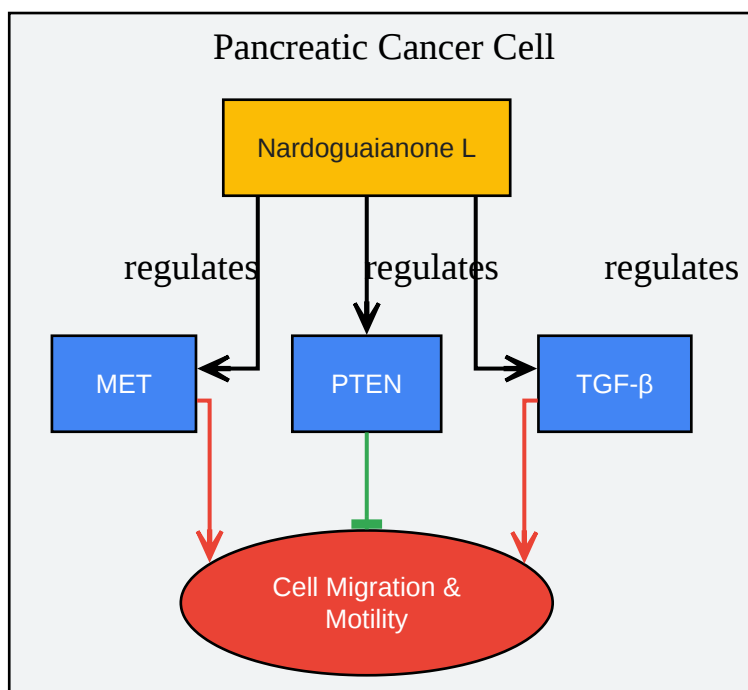 Pancreatic Cancer Cell
Nardoguaianone L
regulates regulates regulates
MET PTEN TGF-β
Cell Migration &
Motility